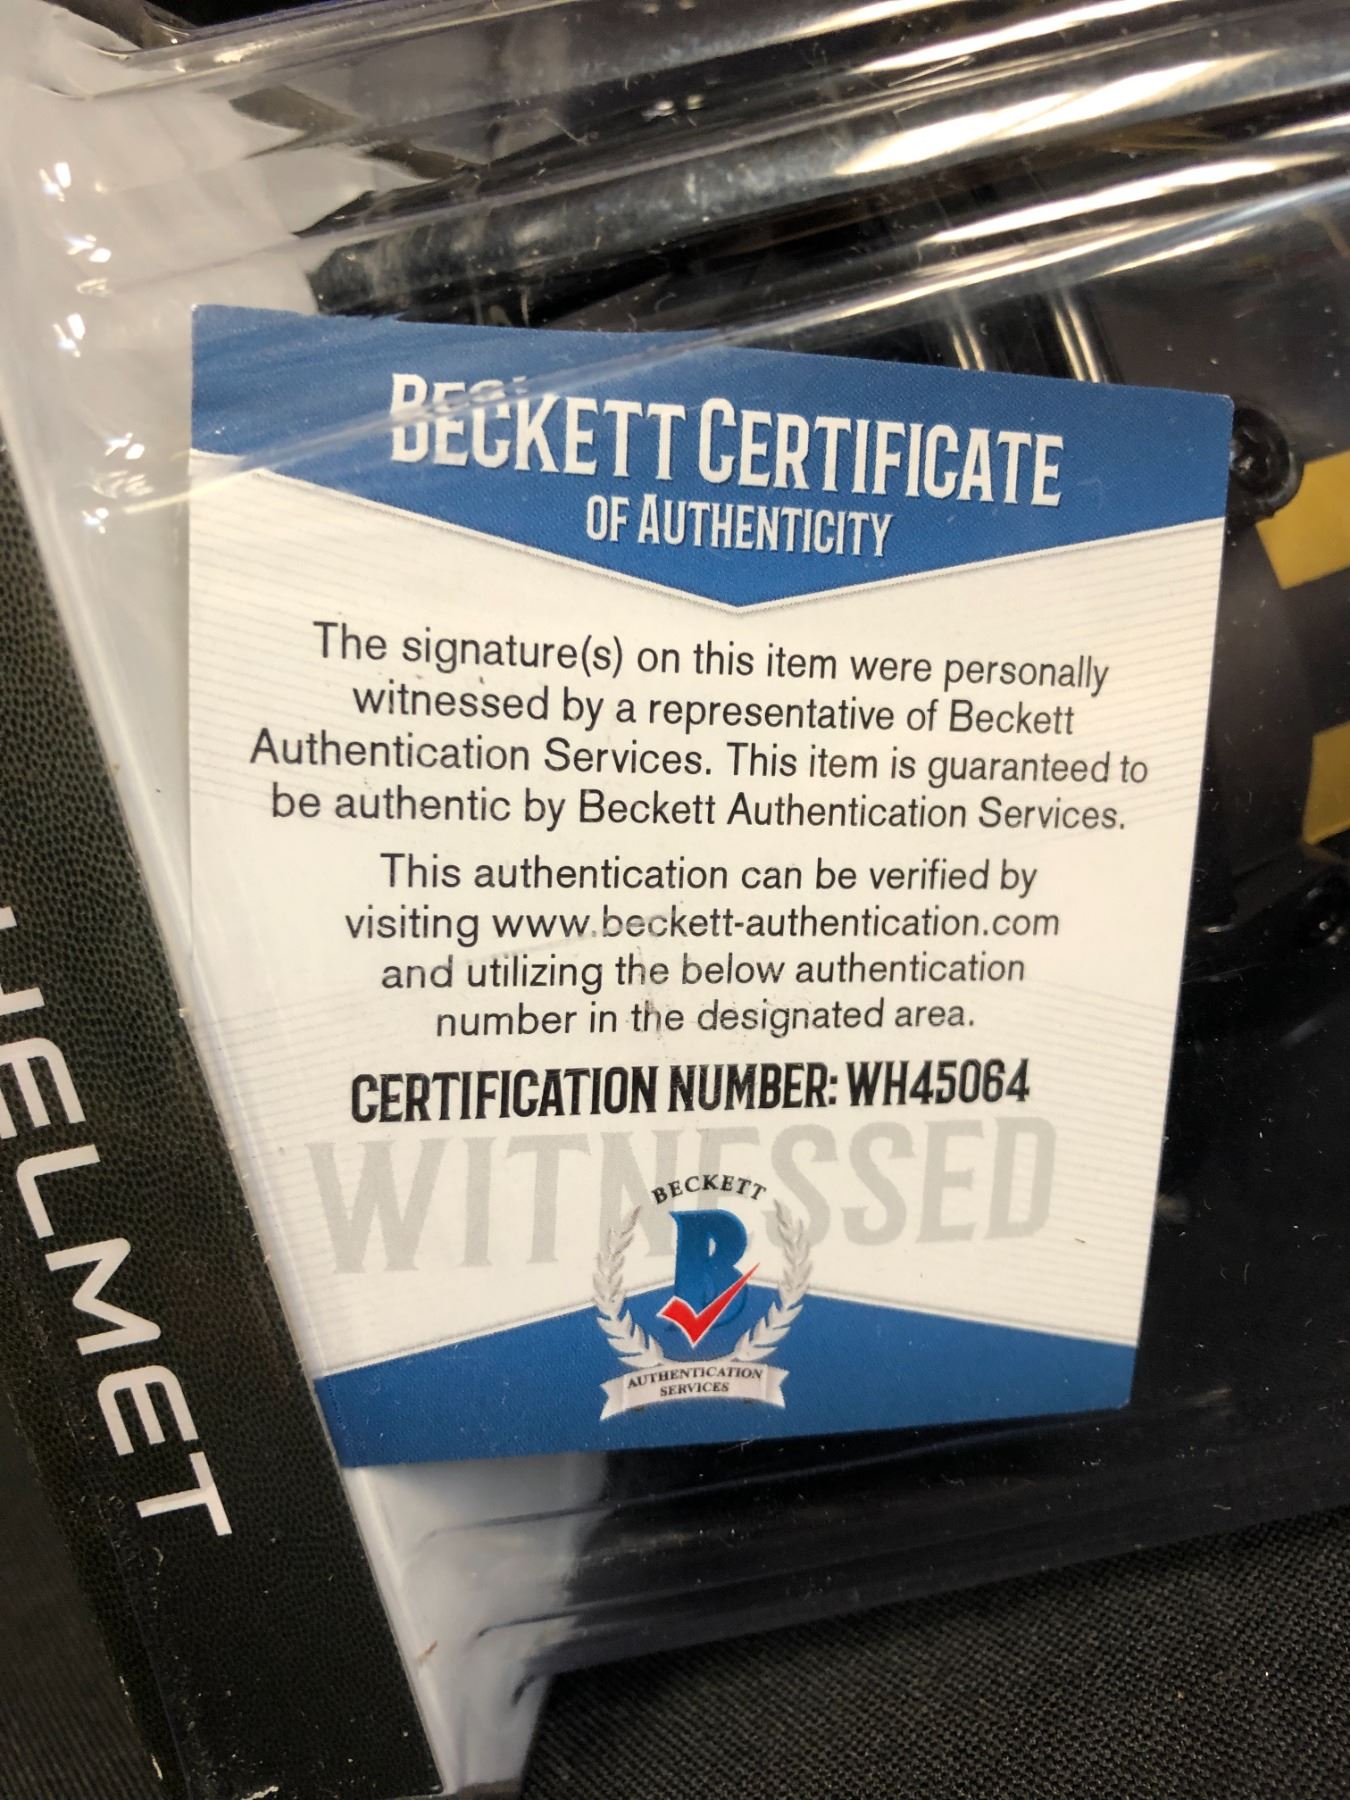 BECKETT CERTIFICATE
OF AUTHENTICITY
The signature(s) on this item were personally
witnessed by a representative of Beckett
Authentication Services. This item is guaranteed to
be authentic by Beckett Authentication Services.
This authentication can be verified by
visiting www.beckett-authentication.com
and utilizing the below authentication
number in the designated area.
CERTIFICATION NUMBER: WH45064
WITNESSED
BECKETT
B
AUTHENTICATION
SERVICES
HELMET